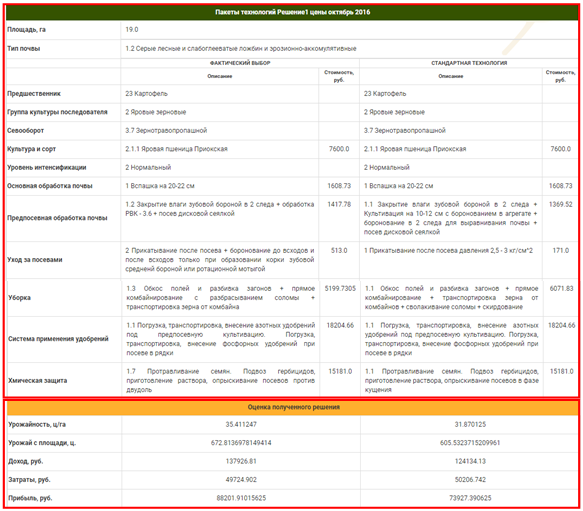 Пакеты технологий Решение1 цены октябрь 2016
Площадь, га 19.0
Тип почвы 1.2 Серые лесные и слабоглееватые ложбин и эрозионно-аккумулятивные
ФАКТИЧЕСКИЙ ВЫБОР СТАНДАРТНАЯ ТЕХНОЛОГИЯ
Описание Стоимость, руб. Описание Стоимость, руб.
Предшественник 23 Картофель 23 Картофель
Группа культуры последователя 2 Яровые зерновые 2 Яровые зерновые
Севооборот 3.7 Зернотравопропашной 3.7 Зернотравопропашной
Культура и сорт 2.1.1 Яровая пшеница Приокская 7600.0 2.1.1 Яровая пшеница Приокская 7600.0
Уровень интенсификации 2 Нормальный 2 Нормальный
Основная обработка почвы 1 Вспашка на 20-22 см 1608.73 1 Вспашка на 20-22 см 1608.73
Предпосевная обработка почвы
1.2 Закрытие влаги зубовой бороной в 2 следа + обработка
РВК - 3.6 + посев дисковой сеялкой
1417.78
1.1 Закрытие влаги зубовой бороной в 2 следа +
Культивация на 10-12 см с боронованием в агрегате +
боронование в 2 следа для выравнивания почвы +
посев дисковой сеялкой
1369.52
Уход за посевами
2 Прикатывание после посева + боронование до всходов и
после всходов только при образовании корки зубовой
средней бороной или ротационной мотыгой
513.0
1 Прикатывание после посева давления 2,5 - 3 кг/см^2
171.0
Уборка
1.3 Обкос полей и разбивка загонов + прямое
комбайнирование с разбрасыванием соломы +
транспортировка зерна от комбайна
5199.7305
1.1 Обкос полей и разбивка загонов + прямое
комбайнирование + транспортировка зерна от
комбайнов + сволакивание соломы + скирдование
6071.83
Система применения удобрений
1.1 Погрузка, транспортировка, внесение азотных удобрений
под предпосевную культивацию. Погрузка,
транспортировка, внесение фосфорных удобрений при
посеве в рядки
18204.66
1.1 Погрузка, транспортировка, внесение азотных
удобрений под предпосевную культивацию. Погрузка,
транспортировка, внесение фосфорных удобрений при
посеве в рядки
18204.66
Хмическая защита
1.7 Протравливание семян. Подвоз гербицидов,
приготовление раствора, опрыскивание посевов против
двудоль
15181.0
1.1 Протравливание семян. Подвоз гербицидов,
приготовление раствора, опрыскивание посевов в фазе
кущения
15181.0
Оценка полученного решения
Урожайность, ц/га 35.411247 31.870125
Урожай с площади, ц. 672.8136978149414 605.5323715209961
Доход, руб. 137926.81 124134.13
Затраты, руб. 49724.902 50206.742
Прибыль, руб. 88201.91015625 73927.390625